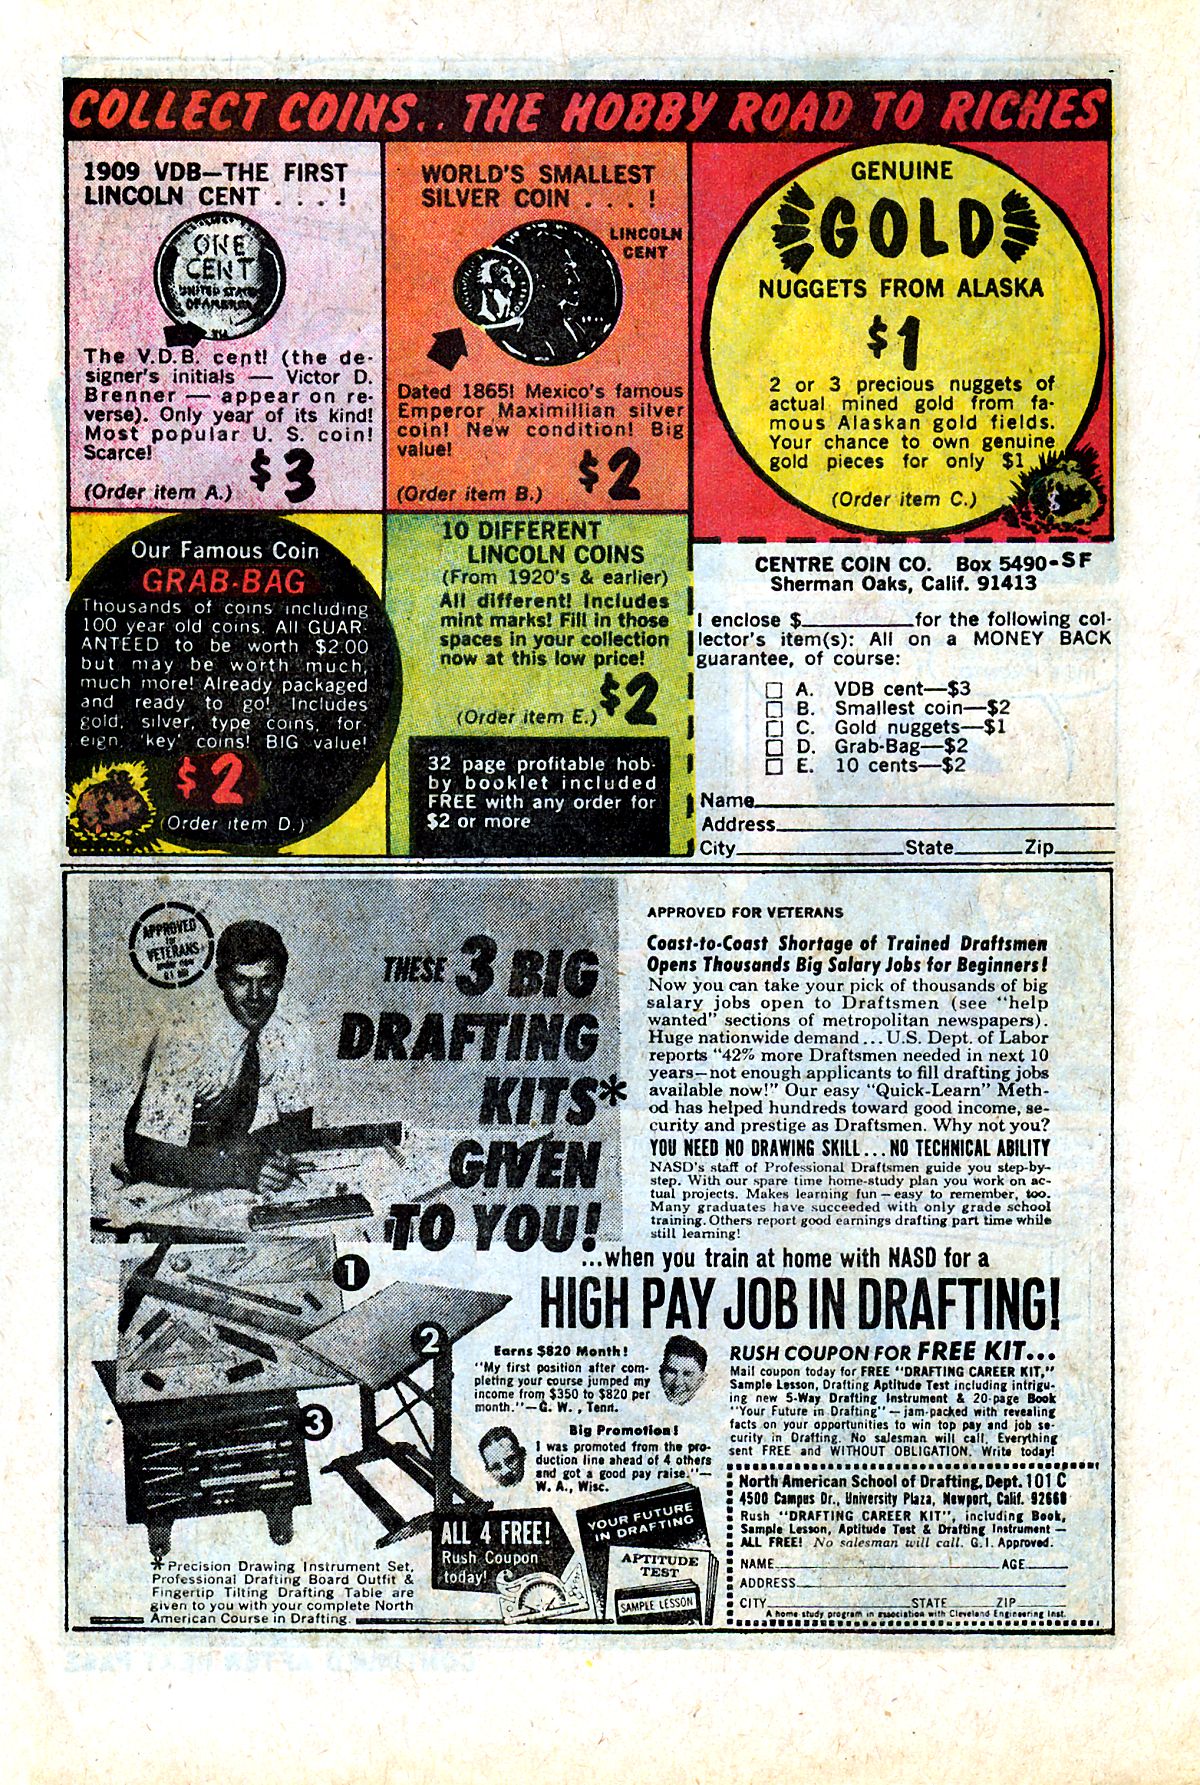 COLLECT COINS.. THE HOBBY ROAD TO RICHES
1909 VDB—THE FIRST
LINCOLN CENT . . . !
ONE
CENT
UNITED STATES
OF AMERICA
The V.D.B. cent! (the de-
signer's initials — Victor D.
Brenner — appear on re-
verse). Only year of its kind!
Most popular U. S. coin!
Scarce!
$3
(Order item A.)
WORLD'S SMALLEST
SILVER COIN . . . !
LINCOLN
CENT
Dated 1865! Mexico's famous
Emperor Maximillian silver
coin! New condition! Big
value!
$2
(Order item B.)
GENUINE
GOLD
NUGGETS FROM ALASKA
$1
2 or 3 precious nuggets of
actual mined gold from fa-
mous Alaskan gold fields.
Your chance to own genuine
gold pieces for only $1
(Order item C.)
Our Famous Coin
GRAB-BAG
Thousands of coins including
100 year old coins. All GUAR
ANTEED to be worth $2.00
but may be worth much,
much more! Already packaged
and ready to go! Includes
gold, silver, type coins, for-
eign, 'key' coins! BIG value!
$2
(Order item D.)
10 DIFFERENT
LINCOLN COINS
(From 1920's & earlier)
All different! Includes
mint marks! Fill in those
spaces in your collection
now at this low price!
$2
(Order item E.)
32 page profitable hob-
by booklet included
FREE with any order for
$2 or more
CENTRE COIN CO. Box 5490-SF
Sherman Oaks, Calif. 91413
I enclose $__________for the following col-
lector's item(s): All on a MONEY BACK
guarantee, of course:
A. VDB cent—$3
B. Smallest coin—$2
C. Gold nuggets—$1
D. Grab-Bag—$2
E. 10 cents—$2
Name
Address
City State Zip
APPROVED
for
VETERANS
THESE 3 BIG
DRAFTING
KITS*
GIVEN
TO YOU!
APPROVED FOR VETERANS
Coast-to-Coast Shortage of Trained Draftsmen
Opens Thousands Big Salary Jobs for Beginners!
Now you can take your pick of thousands of big
salary jobs open to Draftsmen (see "help
wanted" sections of metropolitan newspapers).
Huge nationwide demand ... U.S. Dept. of Labor
reports "42% more Draftsmen needed in next 10
years—not enough applicants to fill drafting jobs
available now!" Our easy "Quick-Learn" Meth-
od has helped hundreds toward good income, se-
curity and prestige as Draftsmen. Why not you?
YOU NEED NO DRAWING SKILL...NO TECHNICAL ABILITY
NASD's staff of Professional Draftsmen guide you step-by-
step. With our spare time home-study plan you work on ac-
tual projects. Makes learning fun — easy to remember, too.
Many graduates have succeeded with only grade school
training. Others report good earnings drafting part time while
still learning!
...when you train at home with NASD for a
HIGH PAY JOB IN DRAFTING!
1
2
3
Earns $820 Month!
"My first position after com-
pleting your course jumped my
income from $350 to $820 per
month."—G. W., Tenn.
Big Promotion!
I was promoted from the pro-
duction line ahead of 4 others
and got a good pay raise."—
W. A., Wisc.
RUSH COUPON FOR FREE KIT...
Mail coupon today for FREE "DRAFTING CAREER KIT,"
Sample Lesson, Drafting Aptitude Test including intrigu-
ing new 5-Way Drafting Instrument & 20-page Book
"Your Future in Drafting" — jam-packed with revealing
facts on your opportunities to win top pay and job se-
curity in Drafting. No salesman will call. Everything
sent FREE and WITHOUT OBLIGATION. Write today!
ALL 4 FREE!
Rush Coupon
today!
YOUR FUTURE
IN DRAFTING
APTITUDE
TEST
SAMPLE LESSON
*Precision Drawing Instrument Set,
Professional Drafting Board Outfit &
Fingertip Tilting Drafting Table are
given to you with your complete North
American Course in Drafting.
North American School of Drafting, Dept. 101 C
4500 Campus Dr., University Plaza, Newport, Calif. 92660
Rush "DRAFTING CAREER KIT", including Book,
Sample Lesson, Aptitude Test & Drafting Instrument —
ALL FREE! No salesman will call. G.I. Approved.
NAME AGE
ADDRESS
CITY STATE ZIP
A home study program in association with Cleveland Engineering Inst.